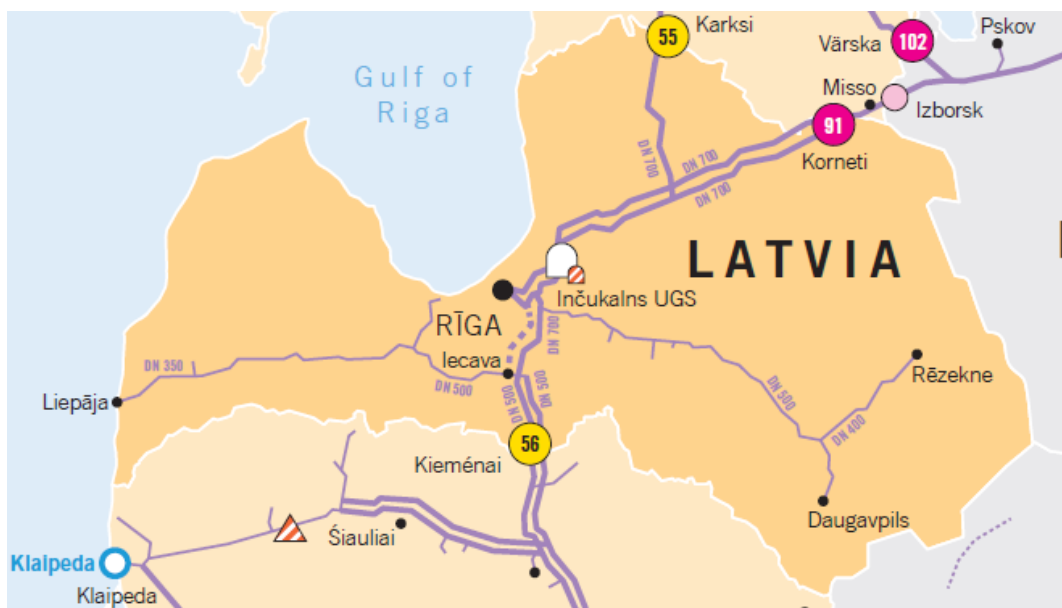 55
Karksi
Värska
102
Pskov
Gulf of
Riga
Misso
Izborsk
91
Korneti
DN 700
DN 700
DN 700
LATVIA
Inčukalns UGS
RĪGA
DN 700
Iecava
DN 350
DN 500
DN 500
DN 500
Rēzekne
DN 500
DN 400
Liepāja
56
Kieménai
Daugavpils
Śiauliai
Klaipeda
Klaipeda